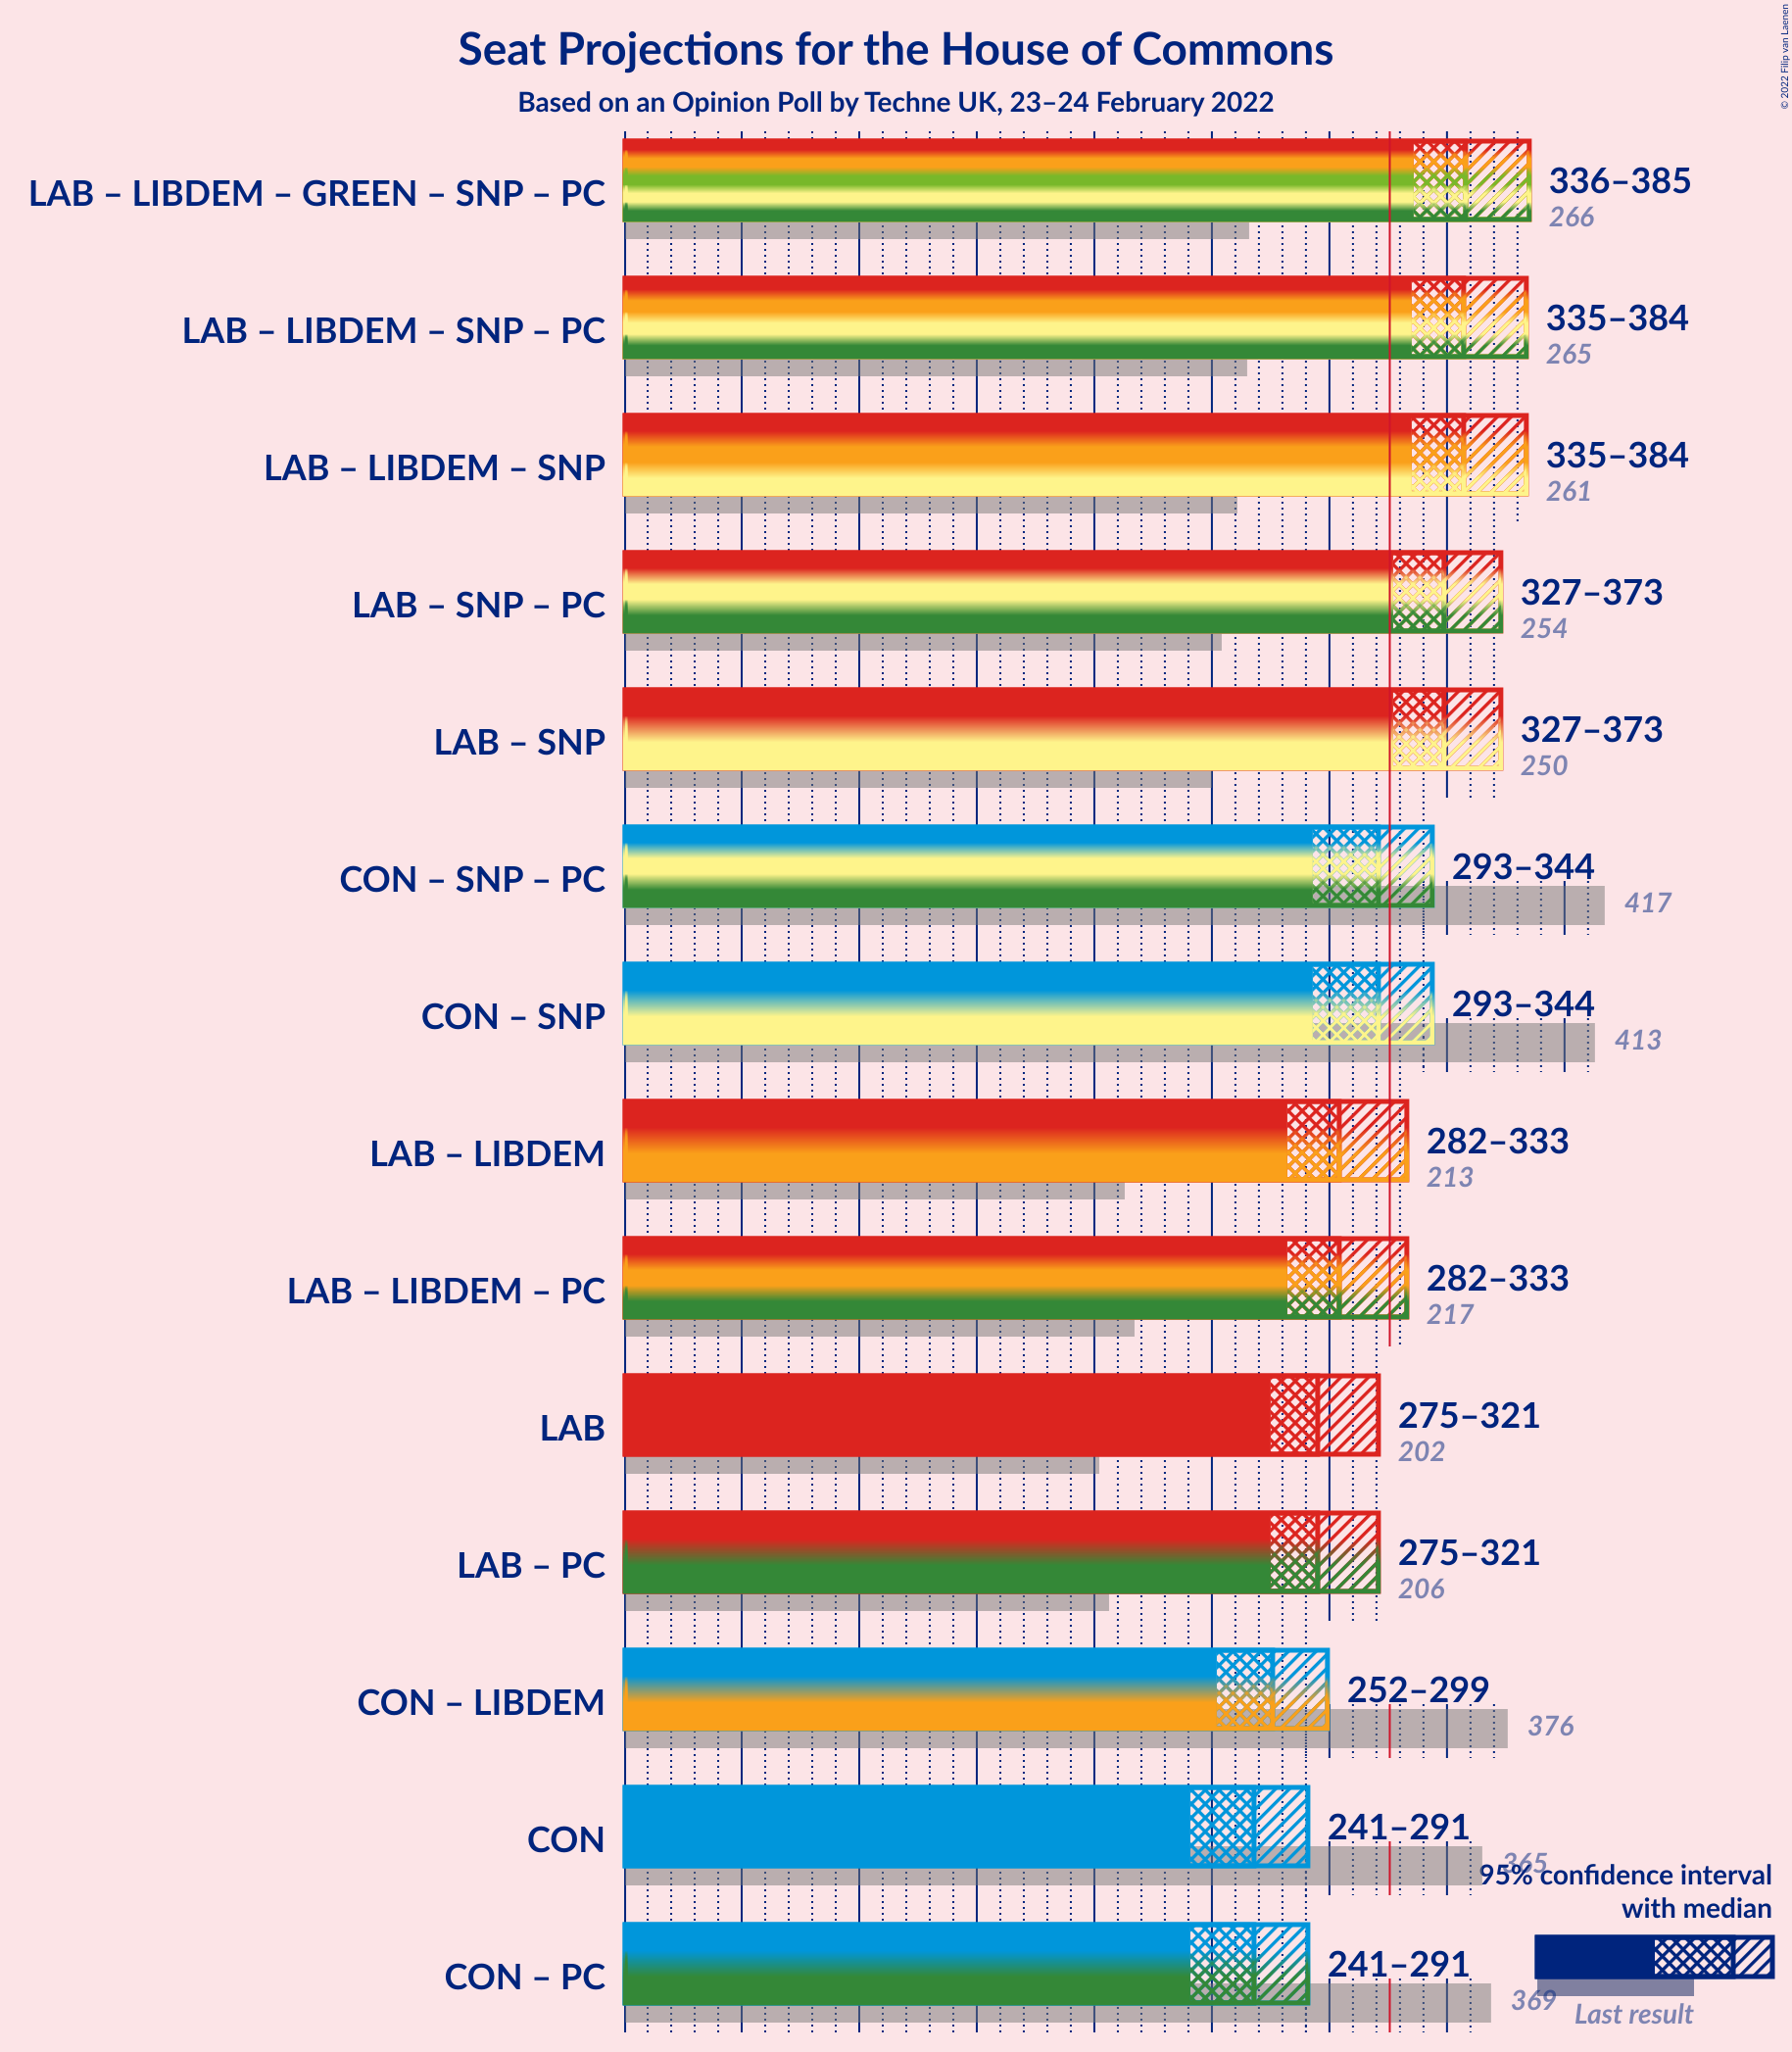 Seat Projections for the House of Commons
Based on an Opinion Poll by Techne UK, 23–24 February 2022
© 2022 Filip van Laenen
LAB – LIBDEM – GREEN – SNP – PC
336–385
266
LAB – LIBDEM – SNP – PC
335–384
265
LAB – LIBDEM – SNP
335–384
261
LAB – SNP – PC
327–373
254
LAB – SNP
327–373
250
CON – SNP – PC
293–344
417
CON – SNP
293–344
413
LAB – LIBDEM
282–333
213
LAB – LIBDEM – PC
282–333
217
LAB
275–321
202
LAB – PC
275–321
206
CON – LIBDEM
252–299
376
CON
241–291
365
CON – PC
241–291
369
95% confidence interval
with median
Last result